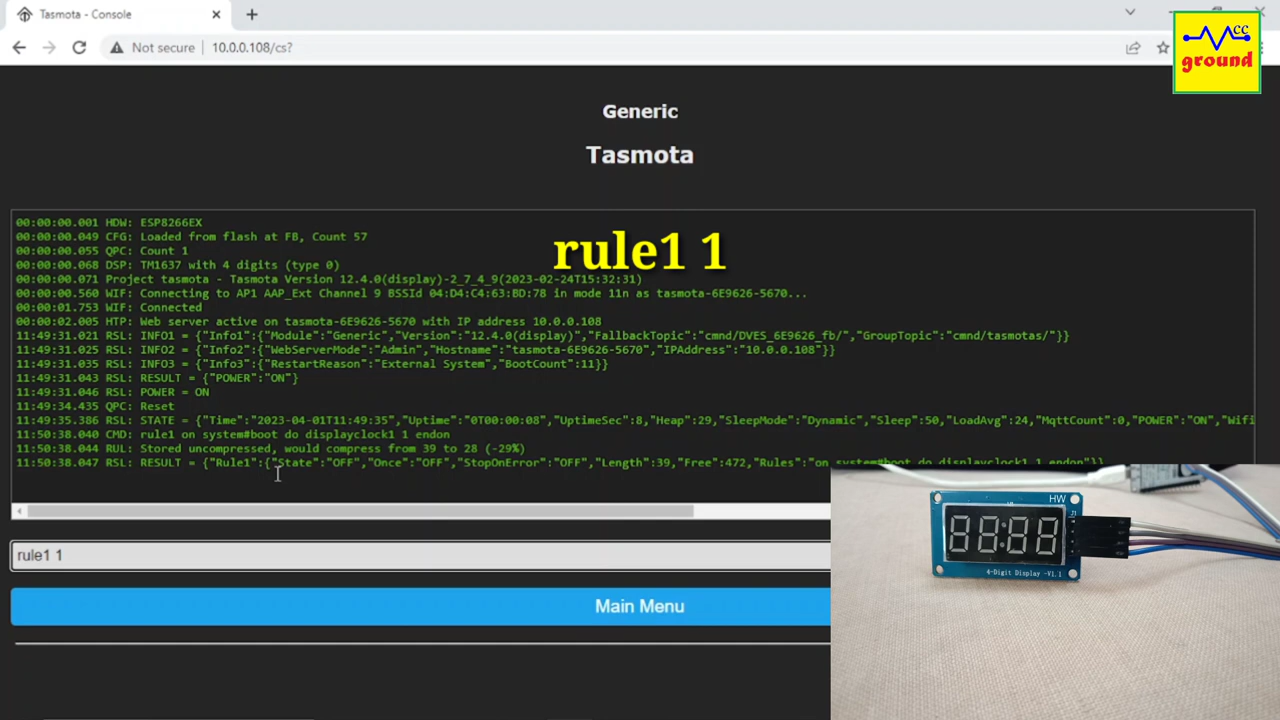 Tasmota - Console
Not secure
10.0.0.108/cs?
cc
ground
Generic
Tasmota
rule1 1
00:00:00.001 HDW: ESP8266EX
00:00:00.049 CFG: Loaded from flash at FB, Count 57
00:00:00.055 QPC: Count 1
00:00:00.068 DSP: TM1637 with 4 digits (type 0)
00:00:00.071 Project tasmota - Tasmota Version 12.4.0(display)-2_7_4_9(2023-02-24T15:32:31)
00:00:00.560 WIF: Connecting to AP1 AAP_Ext Channel 9 BSSId 04:D4:C4:63:BD:78 in mode 11n as tasmota-6E9626-5670...
00:00:01.753 WIF: Connected
00:00:02.005 HTP: Web server active on tasmota-6E9626-5670 with IP address 10.0.0.108
11:49:31.021 RSL: INFO1 = {"Info1":{"Module":"Generic","Version":"12.4.0(display)","FallbackTopic":"cmnd/DVES_6E9626_fb/","GroupTopic":"cmnd/tasmotas/"}}
11:49:31.025 RSL: INFO2 = {"Info2":{"WebServerMode":"Admin","Hostname":"tasmota-6E9626-5670","IPAddress":"10.0.0.108"}}
11:49:31.035 RSL: INFO3 = {"Info3":{"RestartReason":"External System","BootCount":11}}
11:49:31.043 RSL: RESULT = {"POWER":"ON"}
11:49:31.046 RSL: POWER = ON
11:49:34.435 QPC: Reset
11:49:35.386 RSL: STATE = {"Time":"2023-04-01T11:49:35","Uptime":"0T00:00:08","UptimeSec":8,"Heap":29,"SleepMode":"Dynamic","Sleep":50,"LoadAvg":24,"MqttCount":0,"POWER":"ON","Wifi
11:50:38.040 CMD: rule1 on system#boot do displayclock1 1 endon
11:50:38.044 RUL: Stored uncompressed, would compress from 39 to 28 (-29%)
11:50:38.047 RSL: RESULT = {"Rule1":{"State":"OFF","Once":"OFF","StopOnError":"OFF","Length":39,"Free":472,"Rules":"on system#boot do displayclock1 1 endon"}}
rule1 1
Main Menu
HW
4-Digit Display -V1.1